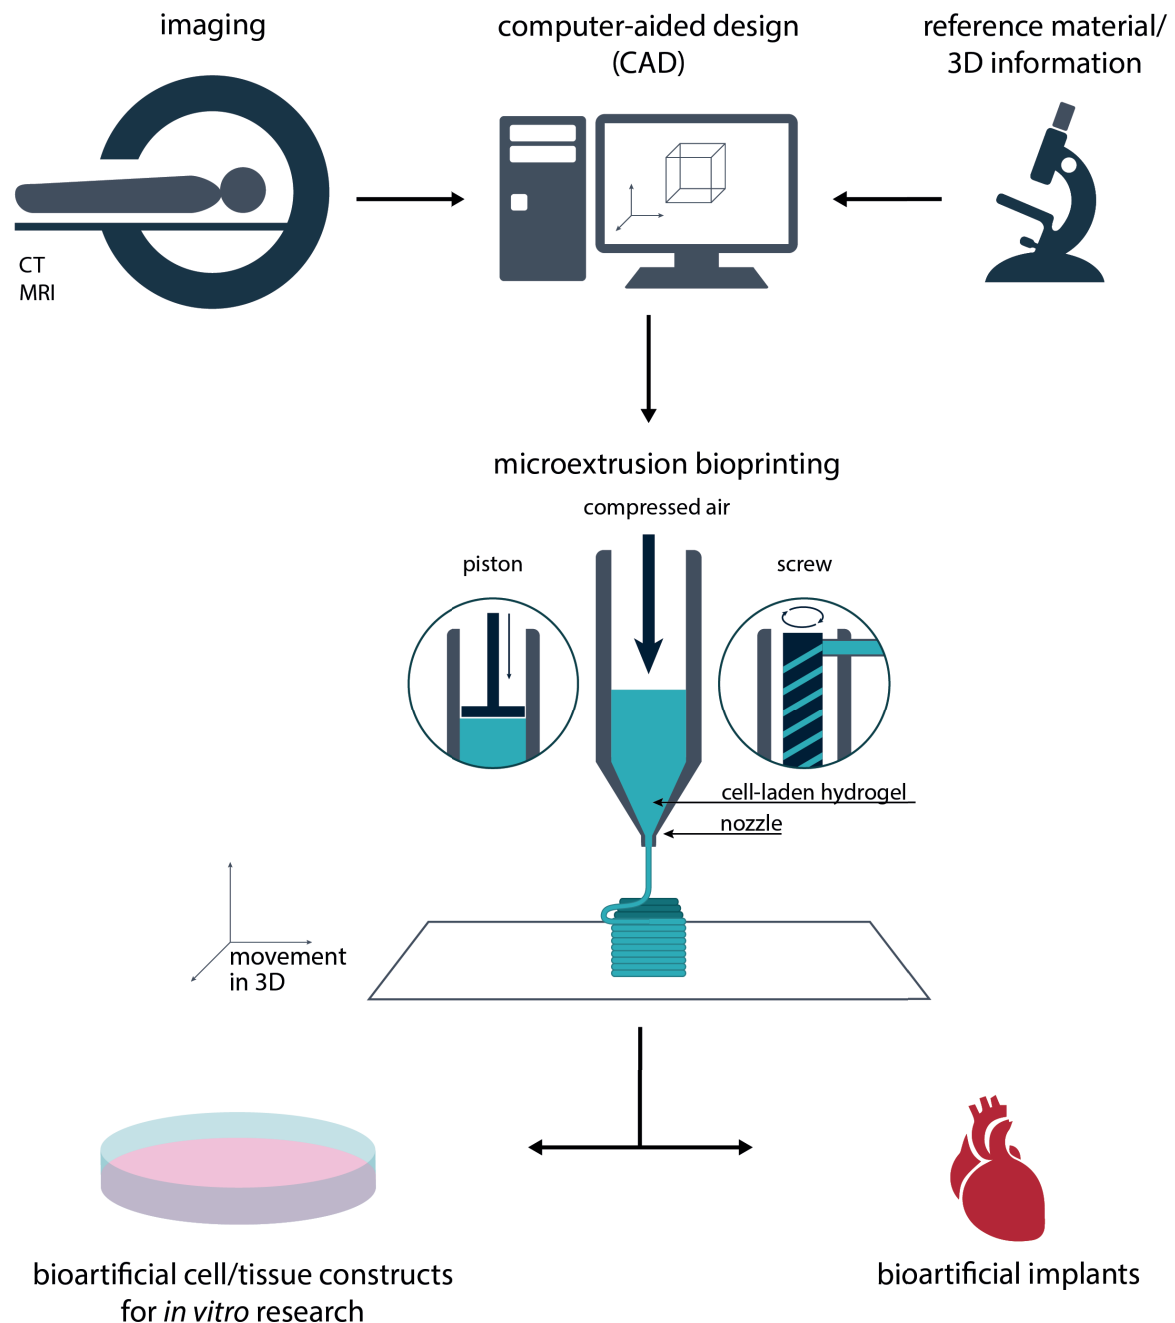 imaging
computer-aided design
(CAD)
reference material/
3D information
CT
MRI
microextrusion bioprinting
compressed air
piston
screw
cell-laden hydrogel
nozzle
movement
in 3D
bioartificial cell/tissue constructs
for in vitro research
bioartificial implants